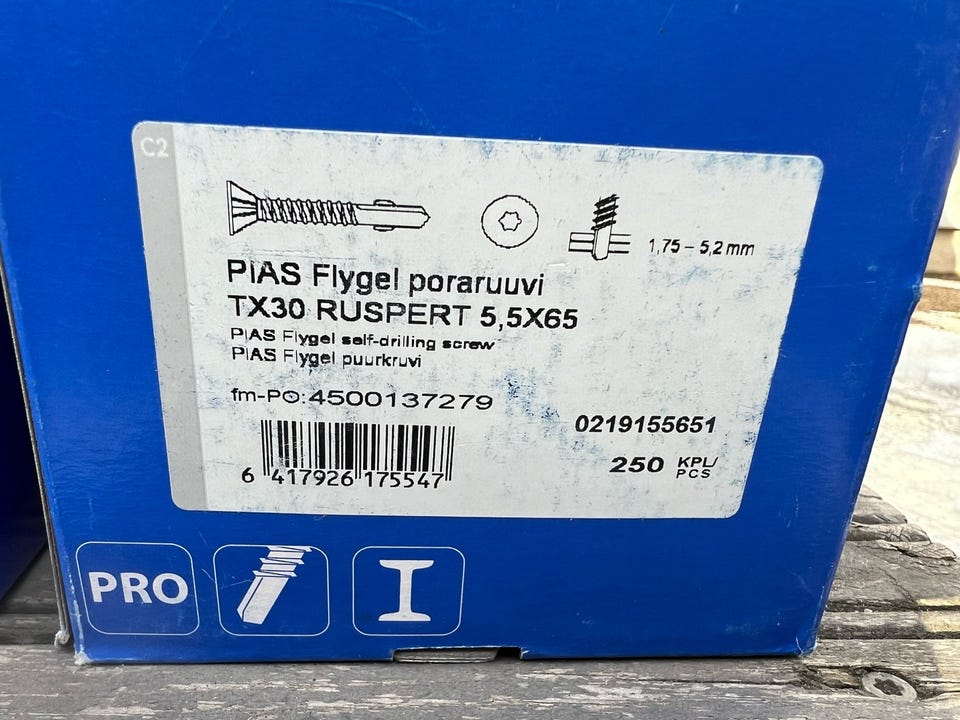 C2
1,75 – 5,2 mm
PIAS Flygel poraruuvi
TX30 RUSPERT 5,5X65
PIAS Flygel self-drilling screw
PIAS Flygel puurkruvi
fm-PO:4500137279
0219155651
250 KPL/
PCS
6 417926 175547
PRO